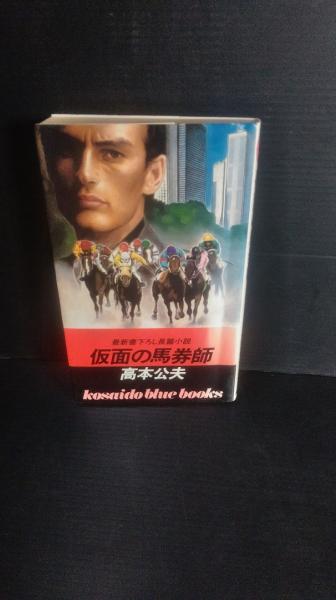 最新書下ろし長篇小説
仮面の馬券師
高本公夫
kosaido blue books